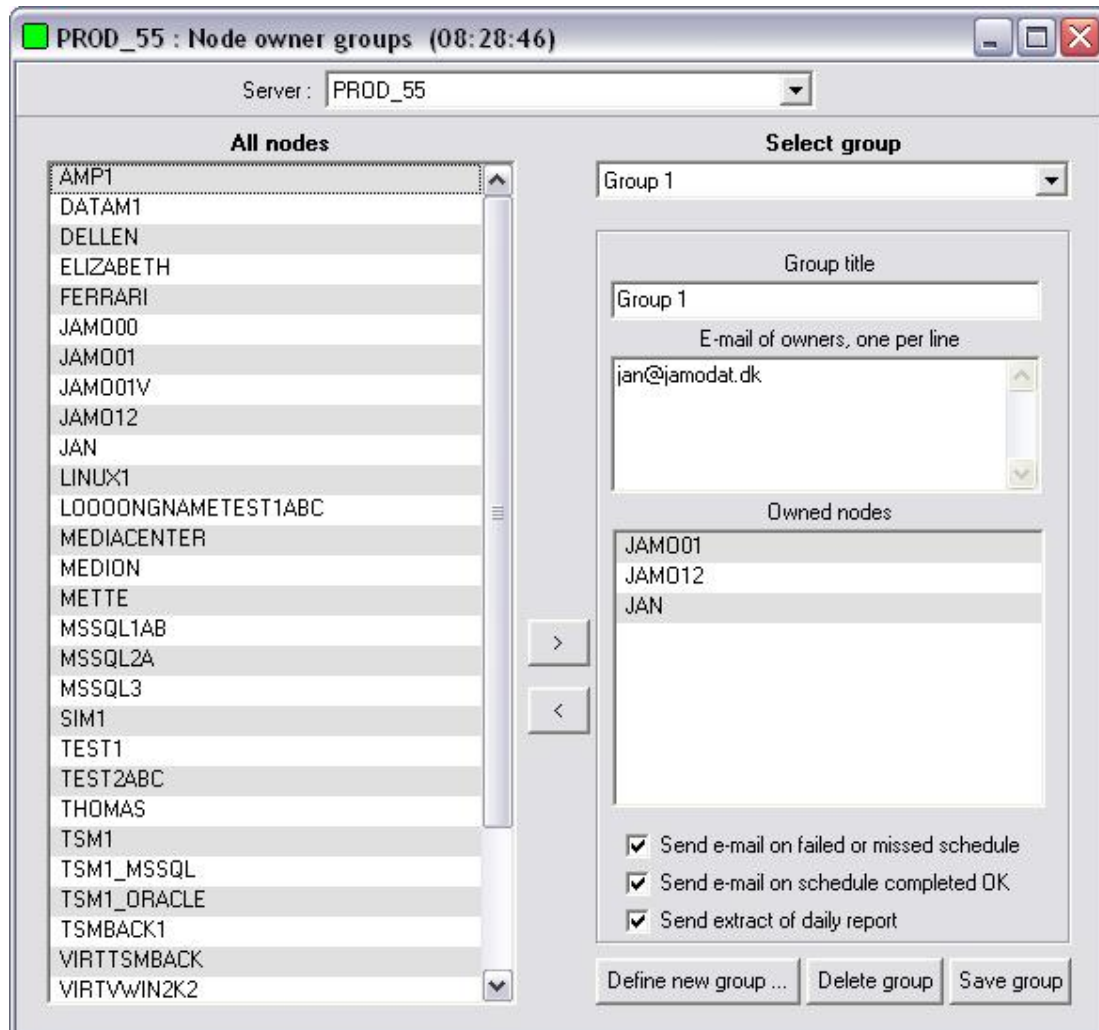 PROD_55 : Node owner groups (08:28:46)
Server : PROD_55
All nodes
AMP1
DATAM1
DELLEN
ELIZABETH
FERRARI
JAMO00
JAMO01
JAMO01V
JAMO12
JAN
LINUX1
LOOOONGNAMETEST1ABC
MEDIACENTER
MEDION
METTE
MSSQL1AB
MSSQL2A
MSSQL3
SIM1
TEST1
TEST2ABC
THOMAS
TSM1
TSM1_MSSQL
TSM1_ORACLE
TSMBACK1
VIRTTSMBACK
VIRTVWIN2K2
>
<
Select group
Group 1
Group title
Group 1
E-mail of owners, one per line
jan@jamodat.dk
Owned nodes
JAMO01
JAMO12
JAN
Send e-mail on failed or missed schedule
Send e-mail on schedule completed OK
Send extract of daily report
Define new group ... Delete group Save group